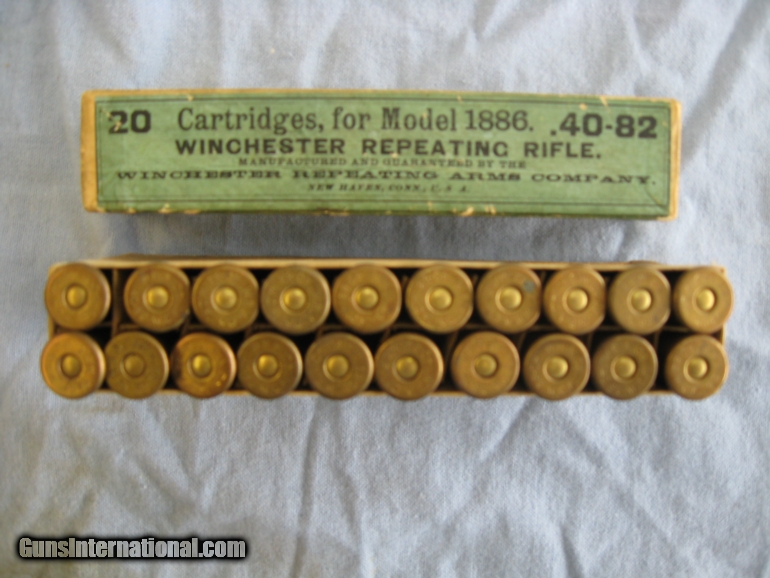 20 Cartridges, for Model 1886. .40-82
WINCHESTER REPEATING RIFLE.
MANUFACTURED AND GUARANTEED BY THE
WINCHESTER REPEATING ARMS COMPANY.
NEW HAVEN, CONN., U.S.A.
GunsInternational.com